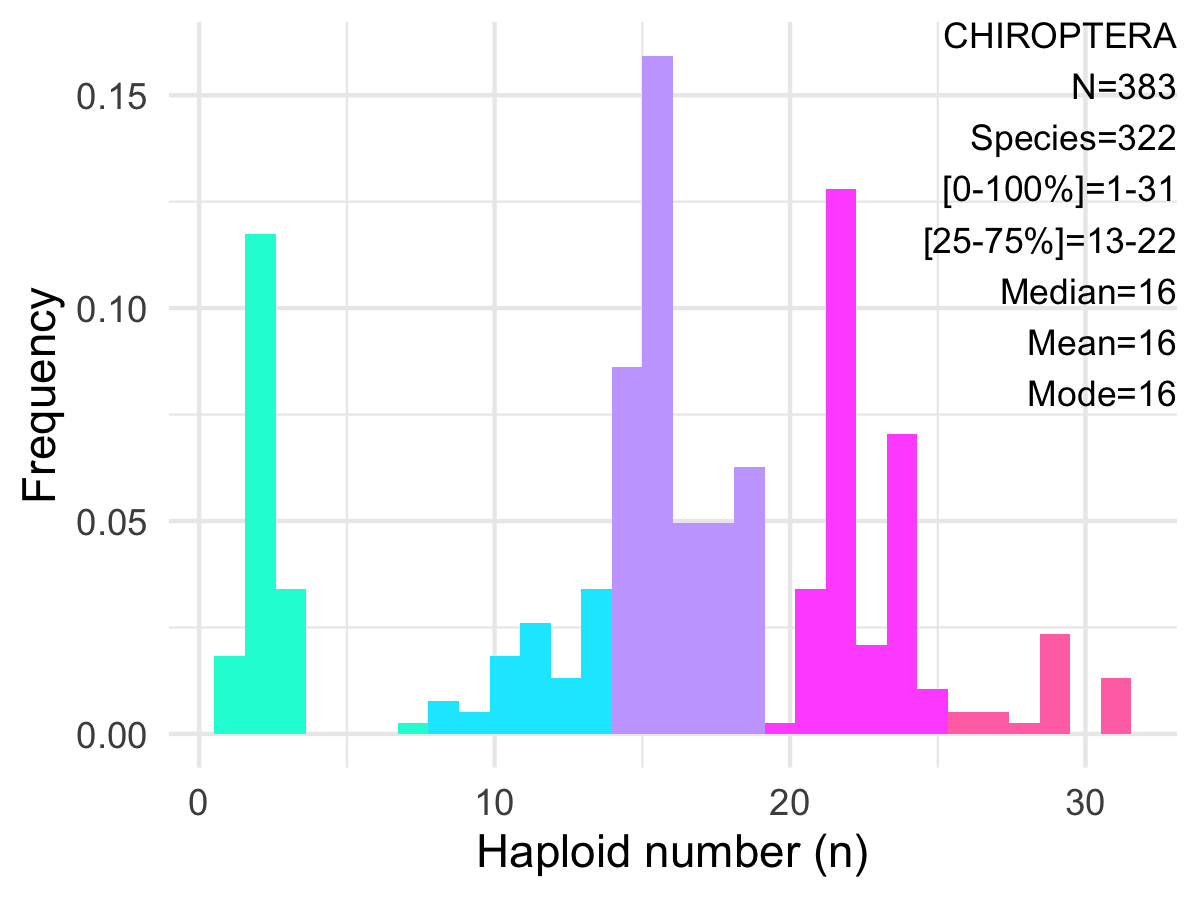 CHIROPTERA
N=383
Species=322
[0-100%]=1-31
[25-75%]=13-22
Median=16
Mean=16
Mode=16
0.15
0.10
0.05
0.00
Frequency
0
10
20
30
Haploid number (n)